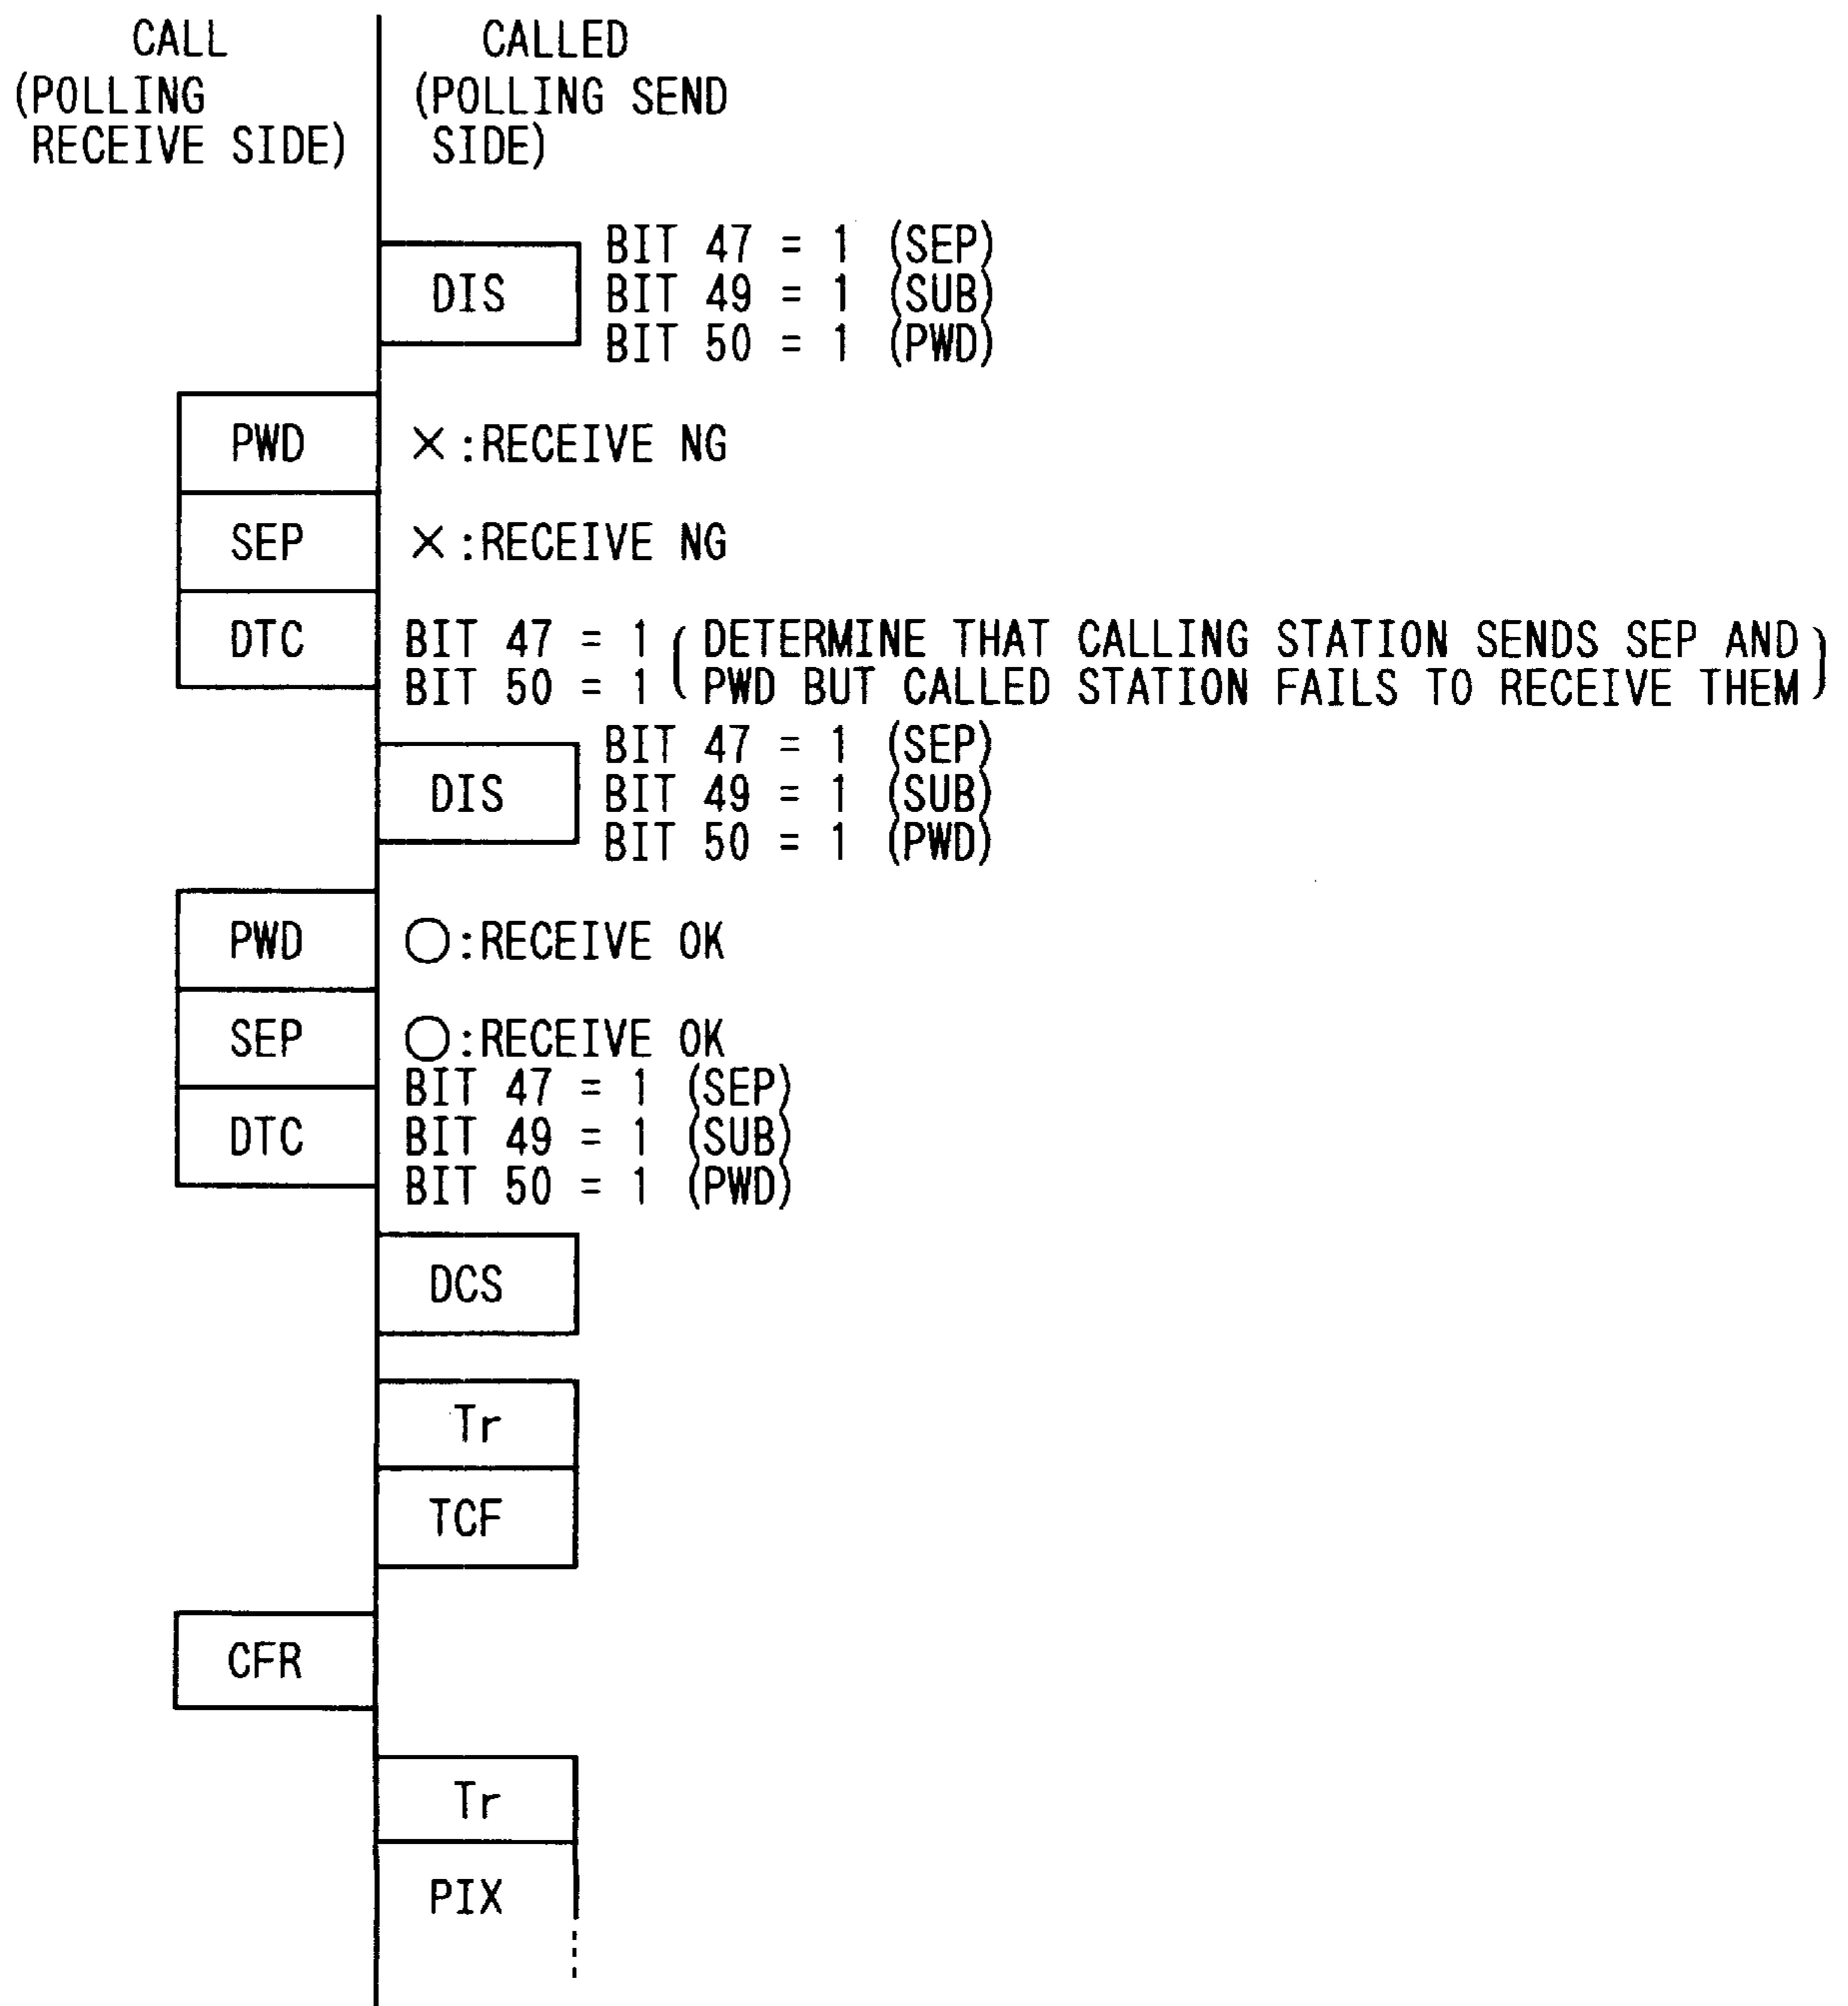 CALL
(POLLING
RECEIVE SIDE)
CALLED
(POLLING SEND
SIDE)
DIS
BIT 47 = 1 (SEP)
BIT 49 = 1 (SUB)
BIT 50 = 1 (PWD)
PWD
×:RECEIVE NG
SEP
×:RECEIVE NG
DTC
BIT 47 = 1
BIT 50 = 1
(DETERMINE THAT CALLING STATION SENDS SEP AND
PWD BUT CALLED STATION FAILS TO RECEIVE THEM)
DIS
BIT 47 = 1 (SEP)
BIT 49 = 1 (SUB)
BIT 50 = 1 (PWD)
PWD
○:RECEIVE OK
SEP
○:RECEIVE OK
DTC
BIT 47 = 1 (SEP)
BIT 49 = 1 (SUB)
BIT 50 = 1 (PWD)
DCS
Tr
TCF
CFR
Tr
PIX